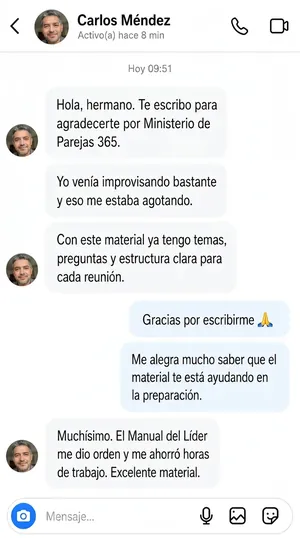 Carlos Méndez
Activo(a) hace 8 min
Hoy 09:51
Hola, hermano. Te escribo para
agradecerte por Ministerio de
Parejas 365.
Yo venía improvisando bastante
y eso me estaba agotando.
Con este material ya tengo temas,
preguntas y estructura clara para
cada reunión.
Gracias por escribirme 🙏
Me alegra mucho saber que el
material te está ayudando en
la preparación.
Muchísimo. El Manual del Líder
me dio orden y me ahorró horas
de trabajo. Excelente material.
Mensaje...